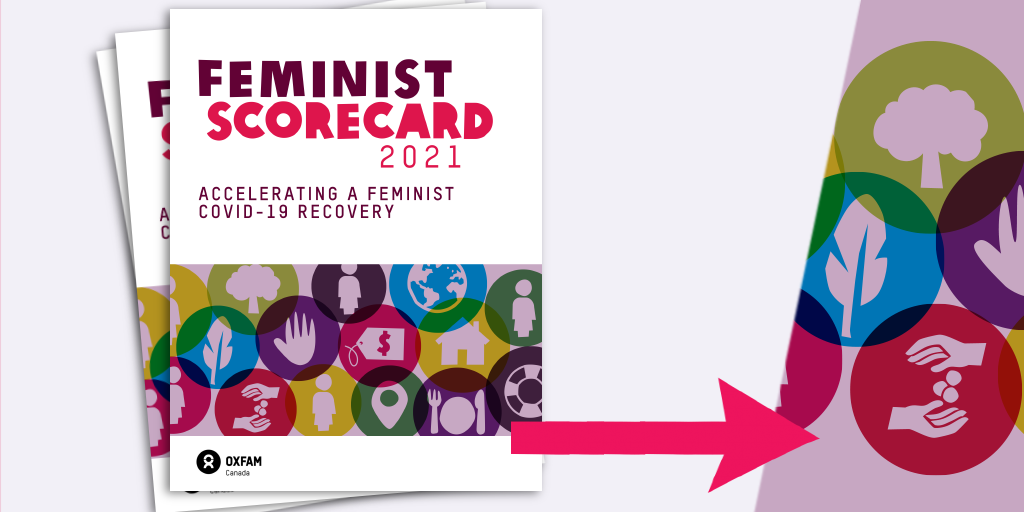 FEMINIST
SCORECARD
2021
ACCELERATING A FEMINIST
COVID-19 RECOVERY
$
OXFAM
Canada